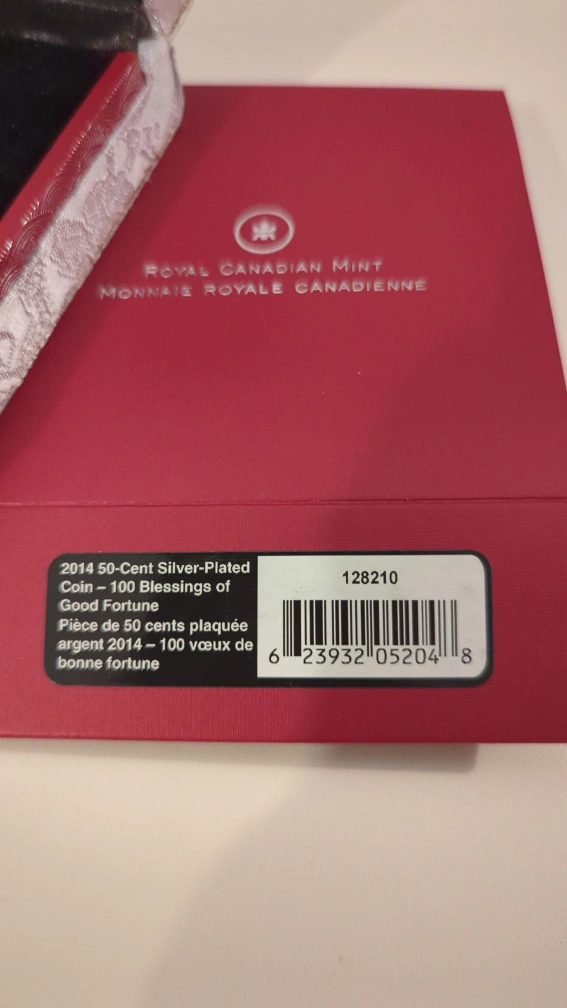 ROYAL CANADIAN MINT
MONNAIE ROYALE CANADIENNE
2014 50-Cent Silver-Plated
Coin – 100 Blessings of
Good Fortune
Pièce de 50 cents plaquée
argent 2014 – 100 vœux de
bonne fortune
128210
6 23932 05204 8